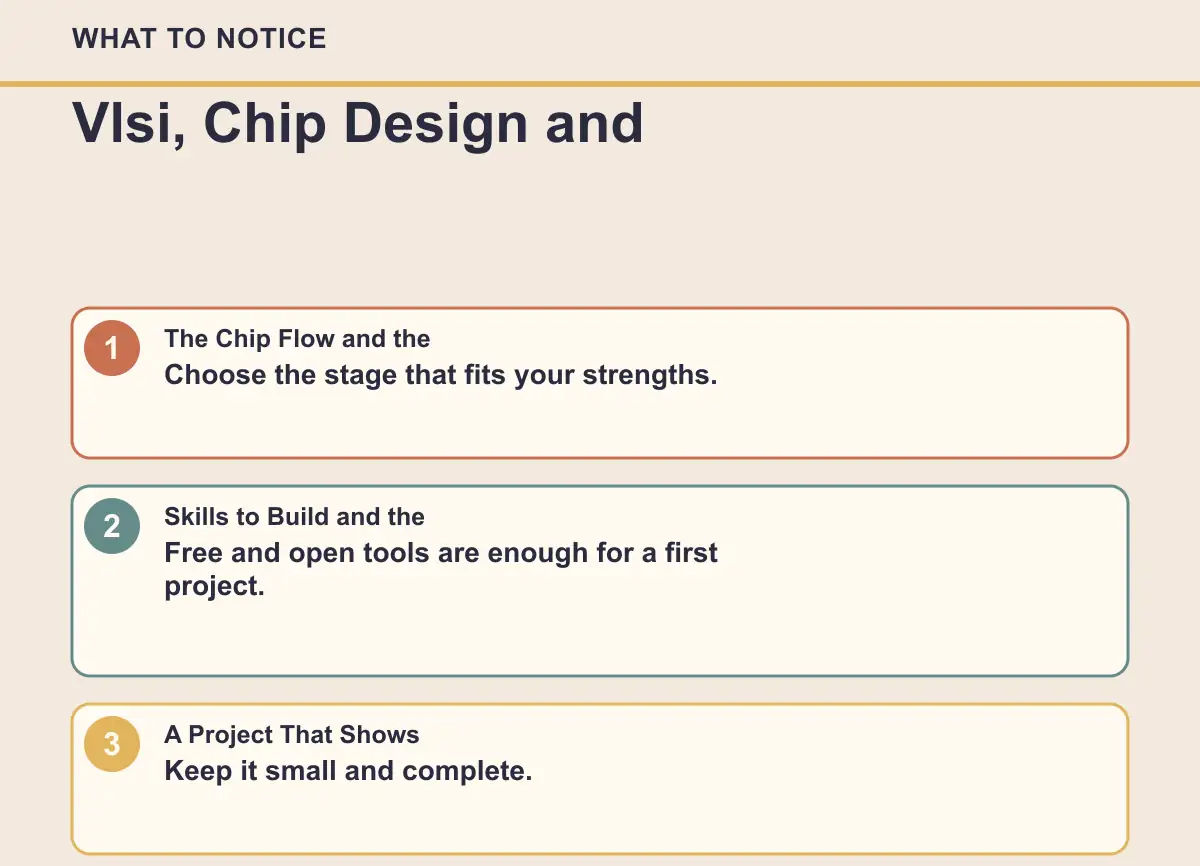 WHAT TO NOTICE
Vlsi, Chip Design and
1
The Chip Flow and the
Choose the stage that fits your strengths.
2
Skills to Build and the
Free and open tools are enough for a first
project.
3
A Project That Shows
Keep it small and complete.